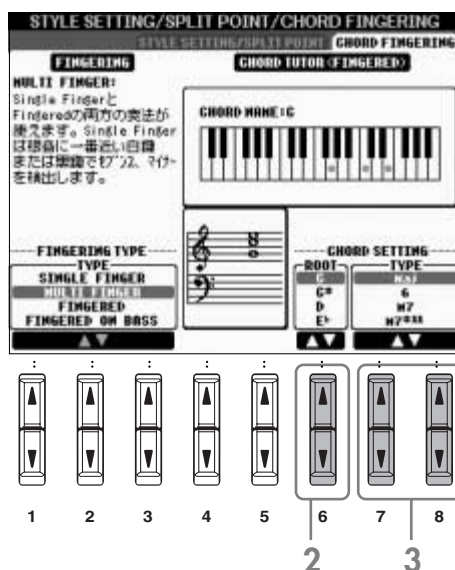 STYLE SETTING/SPLIT POINT/CHORD FINGERING
STYLE SETTING/SPLIT POINT
CHORD FINGERING
FINGERING
CHORD TUTOR (FINGERED)
MULTI FINGER:
Single Fingerと
Fingeredの両方の奏法が
使えます。Single Finger
は根音に一番近い白鍵
または黒鍵でセブンス、マイナー
を検出します。
CHORD NAME:G
FINGERING TYPE
TYPE
SINGLE FINGER
MULTI FINGER
FINGERED
FINGERED ON BASS
CHORD SETTING
ROOT
TYPE
G
6
D
M7
E♭
1 2 3 4 5 6 7 8
2 3